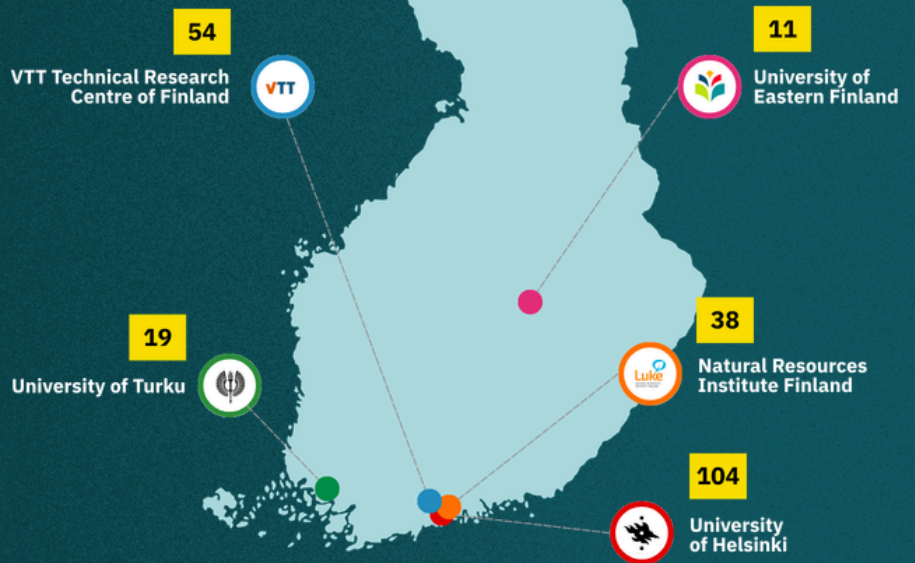 54
VTT Technical Research
Centre of Finland
VTT
11
University of
Eastern Finland
19
University of Turku
38
Luke
Natural Resources
Institute Finland
104
University
of Helsinki